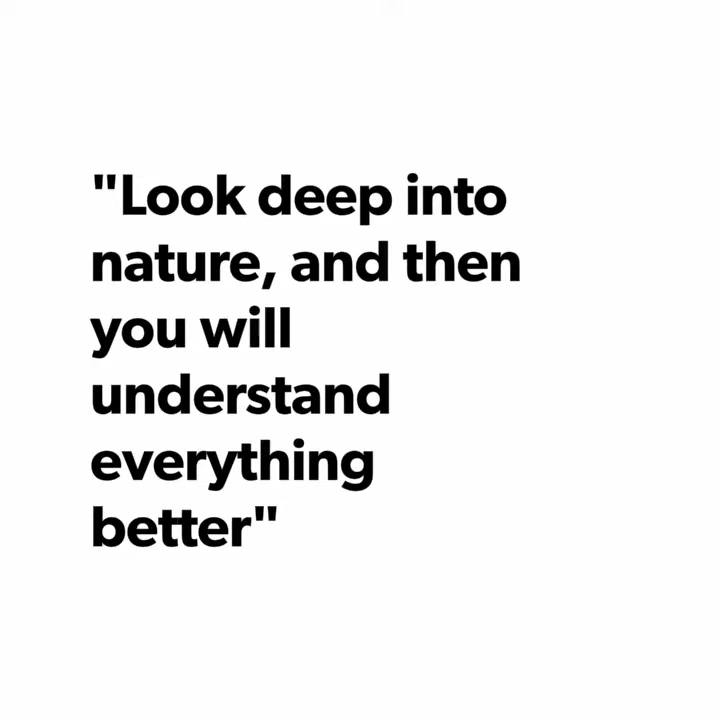 "Look deep into
nature, and then
you will
understand
everything
better"